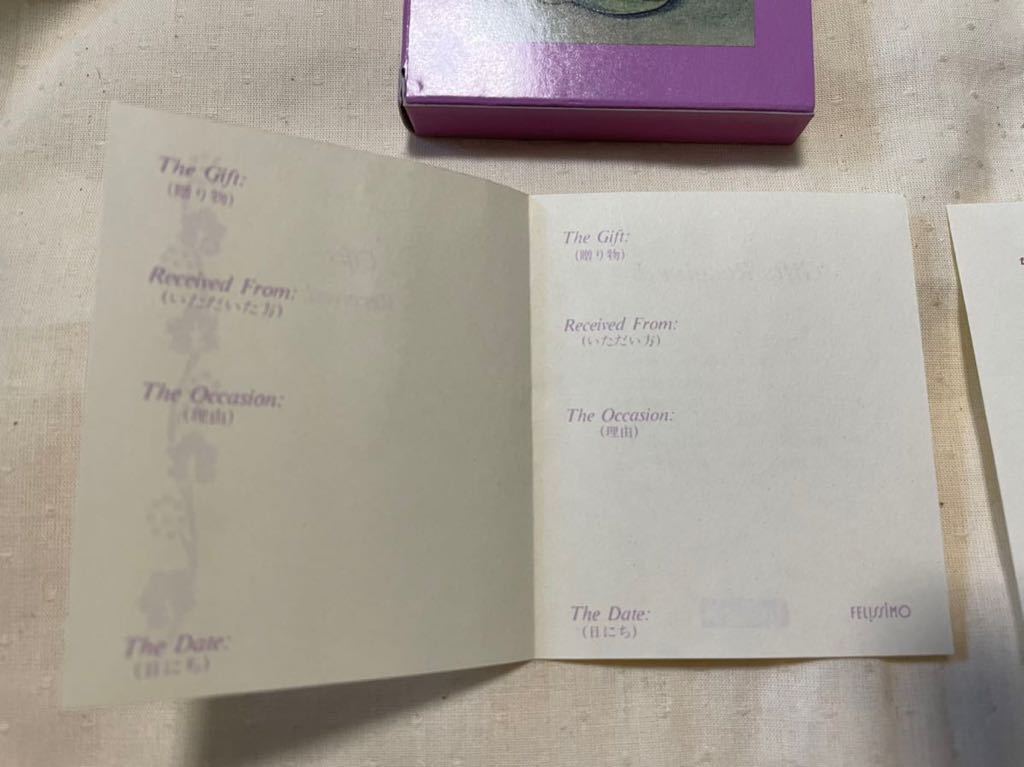 The Gift:
(贈り物)
Received From:
(いただいた方)
The Occasion:
(理由)
The Date:
(日にち)
The Gift:
(贈り物)
Received From:
(いただい方)
The Occasion:
(理由)
The Date:
(日にち)
FELISSIMO